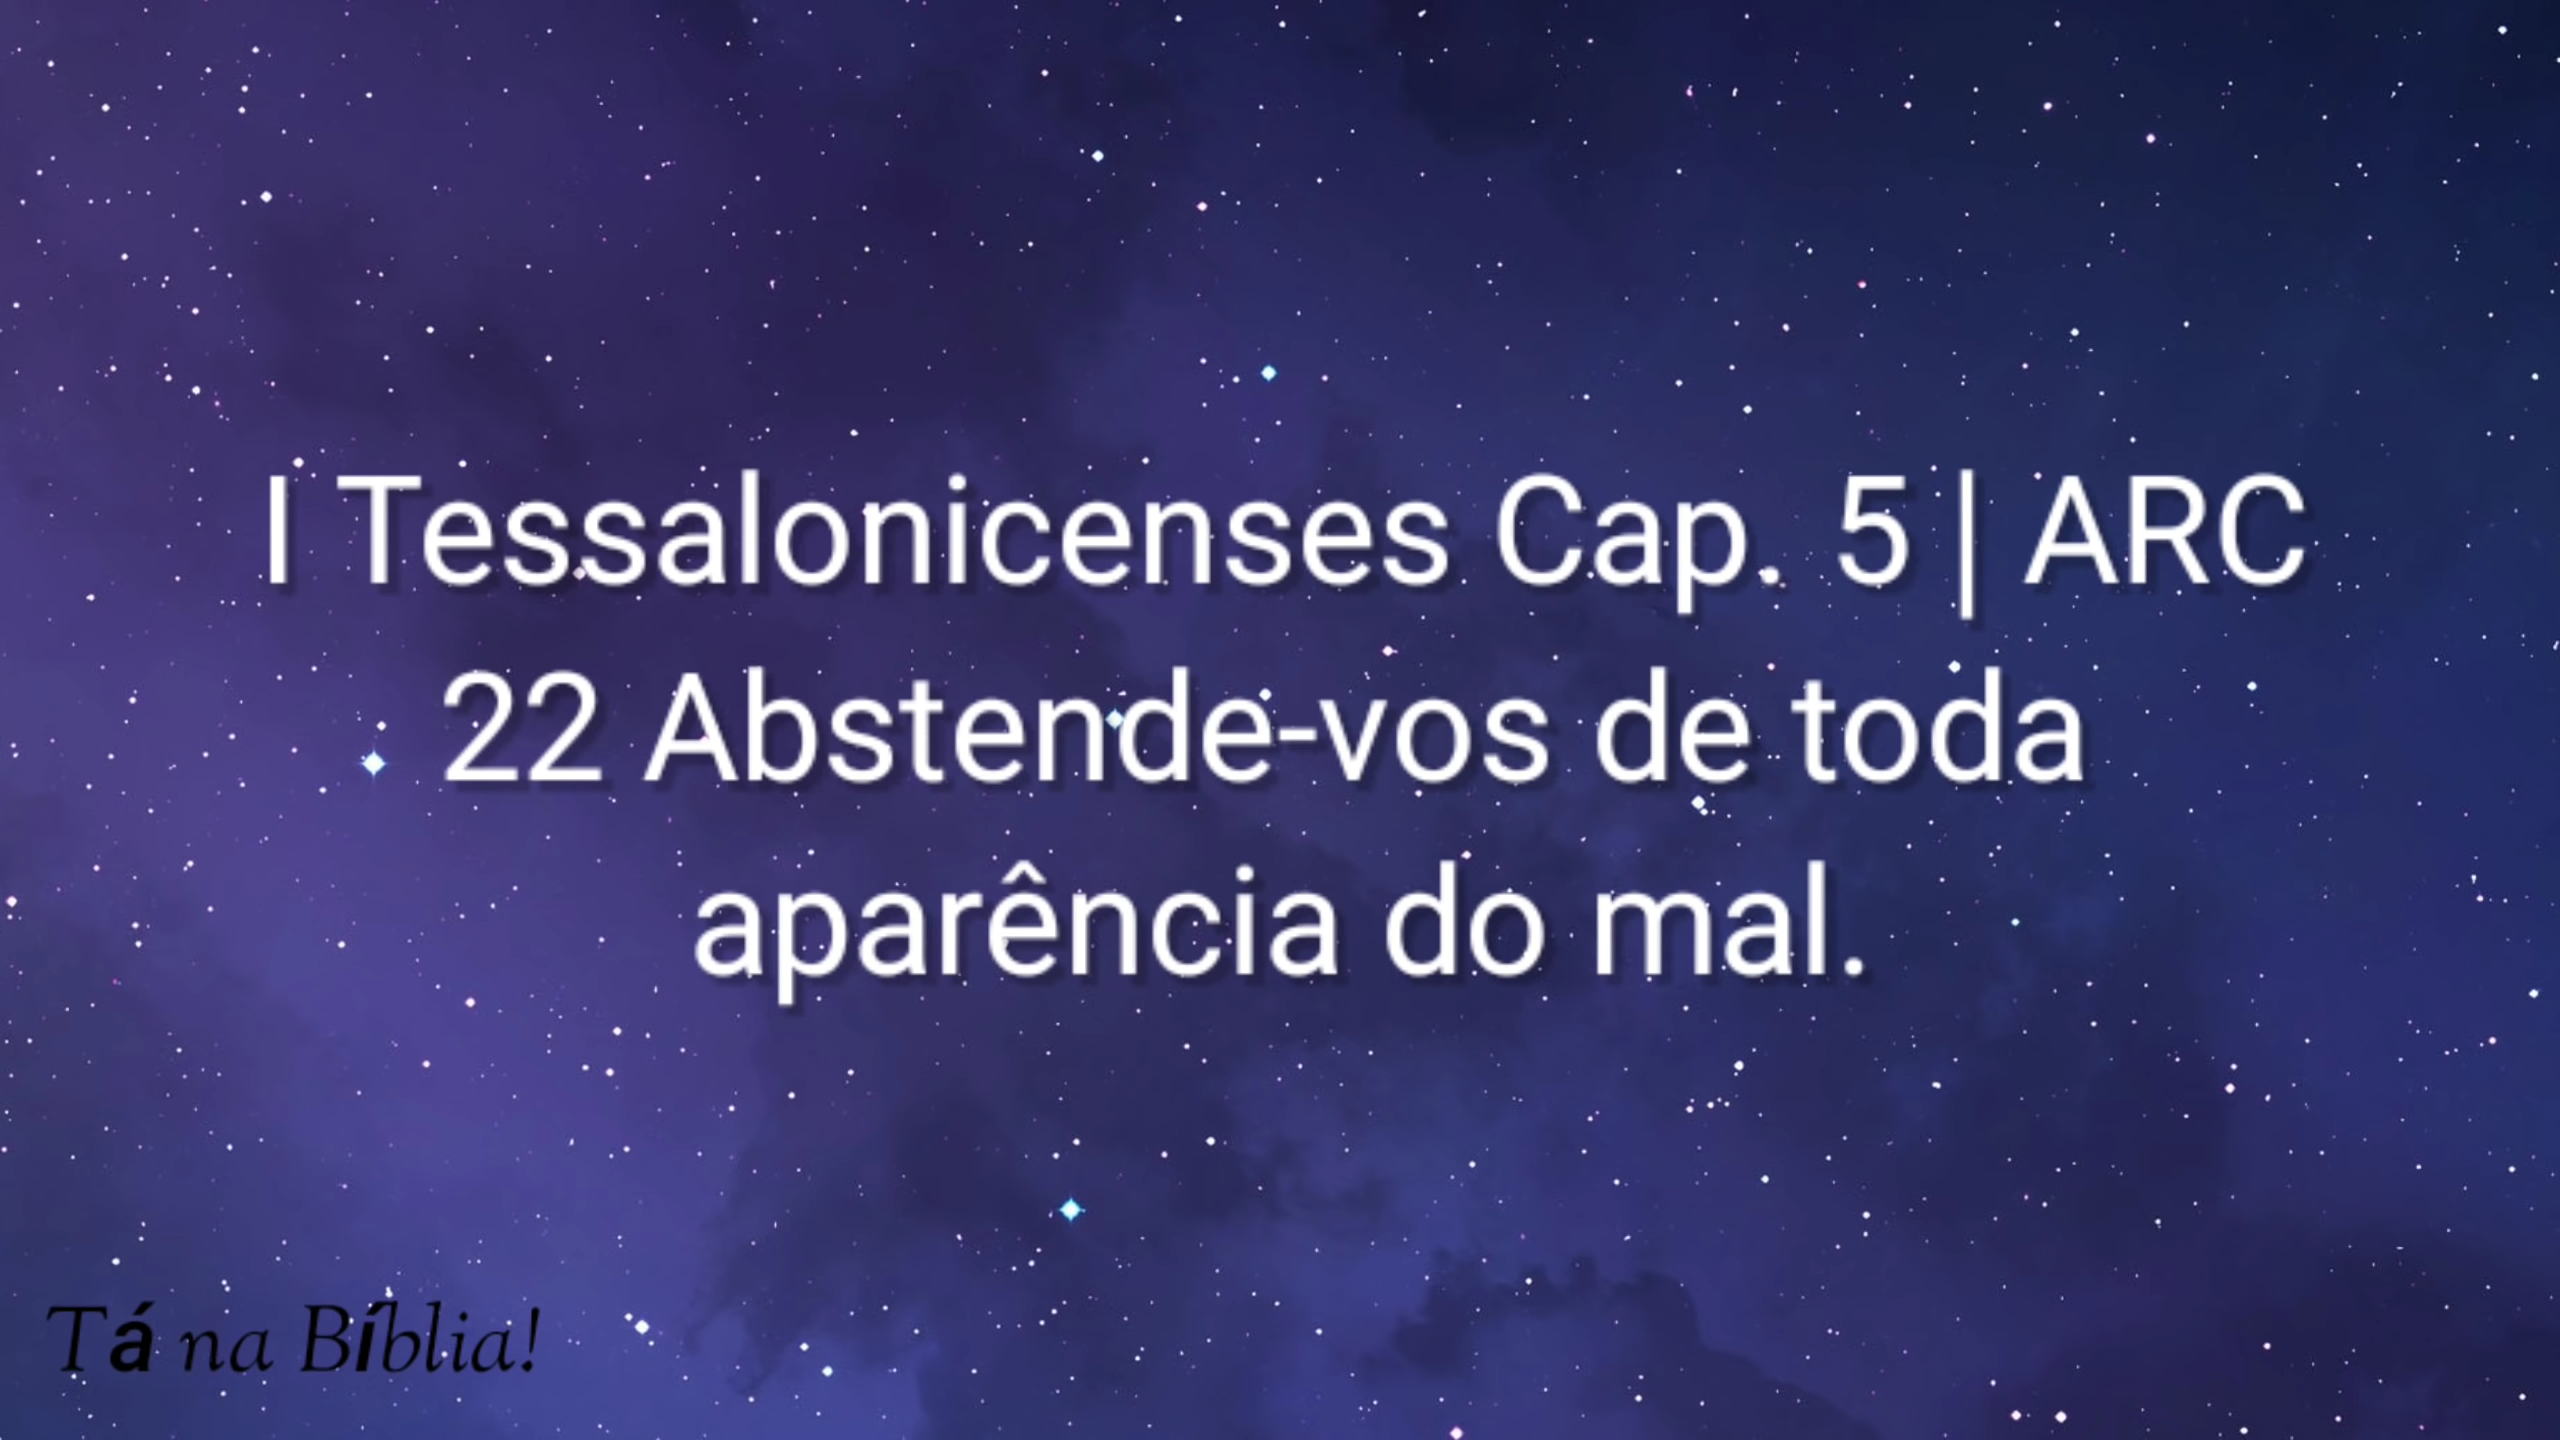 I Tessalonicenses Cap. 5 | ARC
22 Abstende-vos de toda
aparência do mal.
Tá na Bíblia!